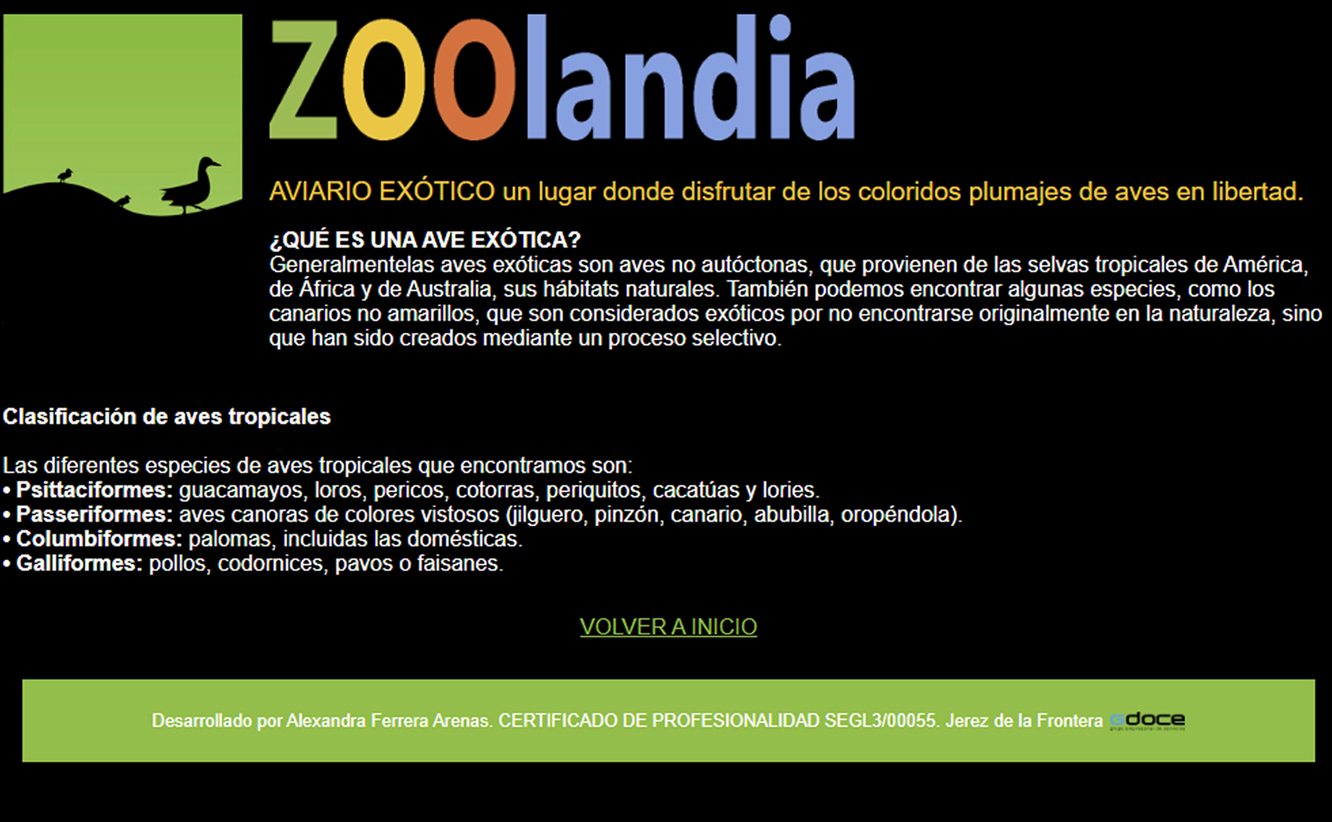 ZOOlandia
AVIARIO EXÓTICO un lugar donde disfrutar de los coloridos plumajes de aves en libertad.
¿QUÉ ES UNA AVE EXÓTICA?
Generalmentelas aves exóticas son aves no autóctonas, que provienen de las selvas tropicales de América,
de África y de Australia, sus hábitats naturales. También podemos encontrar algunas especies, como los
canarios no amarillos, que son considerados exóticos por no encontrarse originalmente en la naturaleza, sino
que han sido creados mediante un proceso selectivo.
Clasificación de aves tropicales
Las diferentes especies de aves tropicales que encontramos son:
• Psittaciformes: guacamayos, loros, pericos, cotorras, periquitos, cacatúas y lories.
• Passeriformes: aves canoras de colores vistosos (jilguero, pinzón, canario, abubilla, oropéndola).
• Columbiformes: palomas, incluidas las domésticas.
• Galliformes: pollos, codornices, pavos o faisanes.
VOLVER A INICIO
Desarrollado por Alexandra Ferrera Arenas. CERTIFICADO DE PROFESIONALIDAD SEGL3/00055. Jerez de la Frontera Gdoce